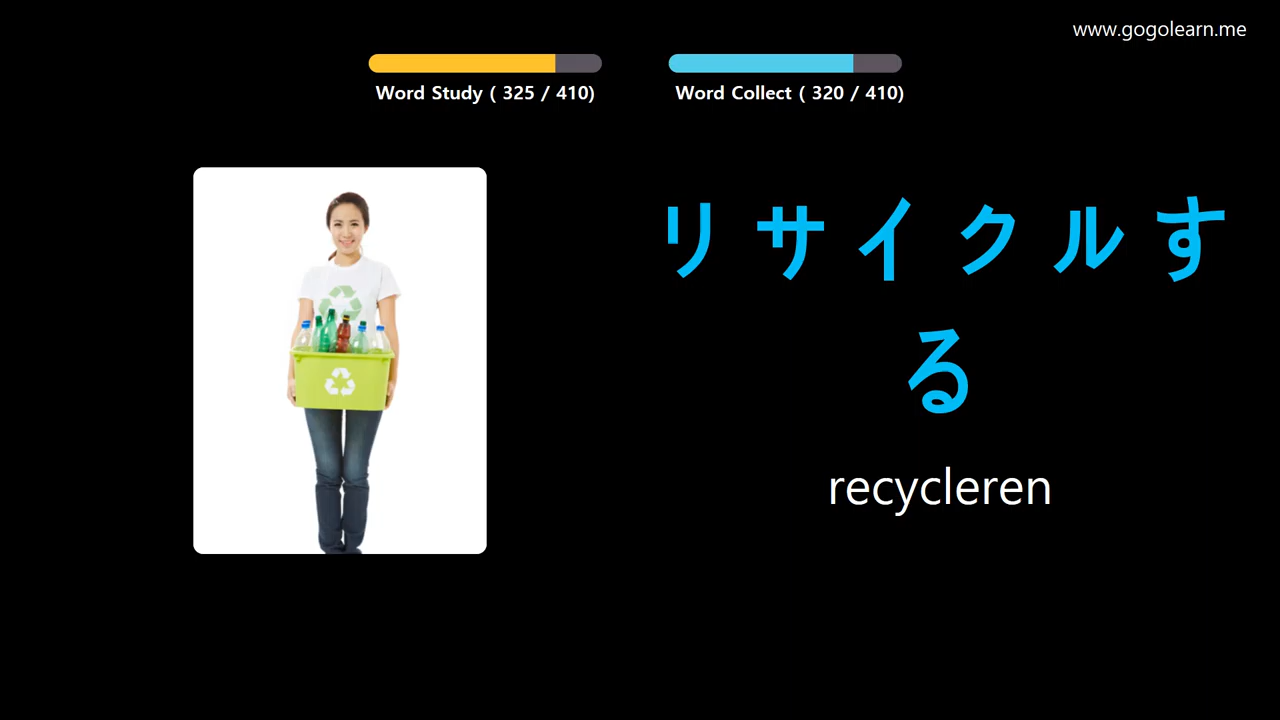 www.gogolearn.me
Word Study ( 325 / 410)
Word Collect ( 320 / 410)
リサイクルす
る
recycleren